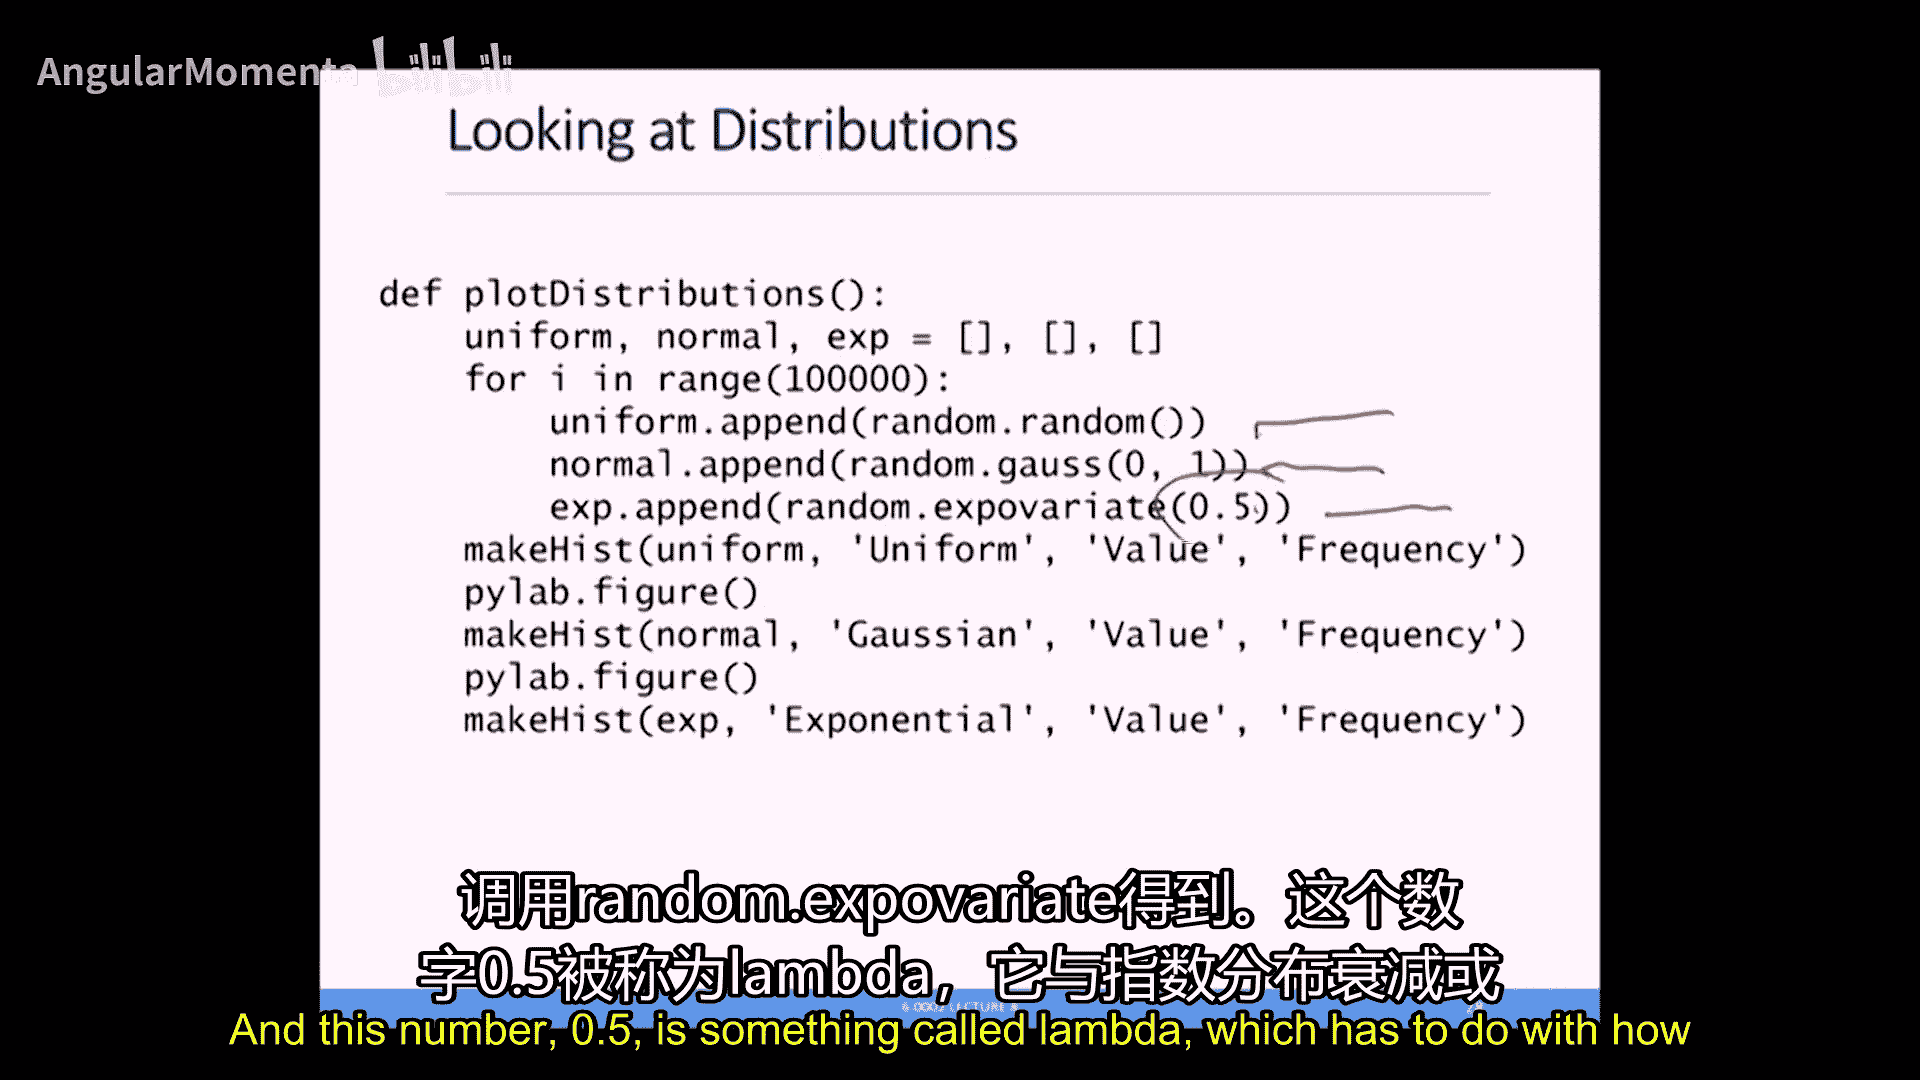 AngularMomenta bilibili
Looking at Distributions
def plotDistributions():
    uniform, normal, exp = [], [], []
    for i in range(100000):
        uniform.append(random.random())
        normal.append(random.gauss(0, 1))
        exp.append(random.expovariate(0.5))
    makeHist(uniform, 'Uniform', 'Value', 'Frequency')
    pylab.figure()
    makeHist(normal, 'Gaussian', 'Value', 'Frequency')
    pylab.figure()
    makeHist(exp, 'Exponential', 'Value', 'Frequency')
调用random.expovariate得到。这个数
字0.5被称为lambda，它与指数分布衰减或
LECTURE
And this number, 0.5, is something called lambda, which has to do with how